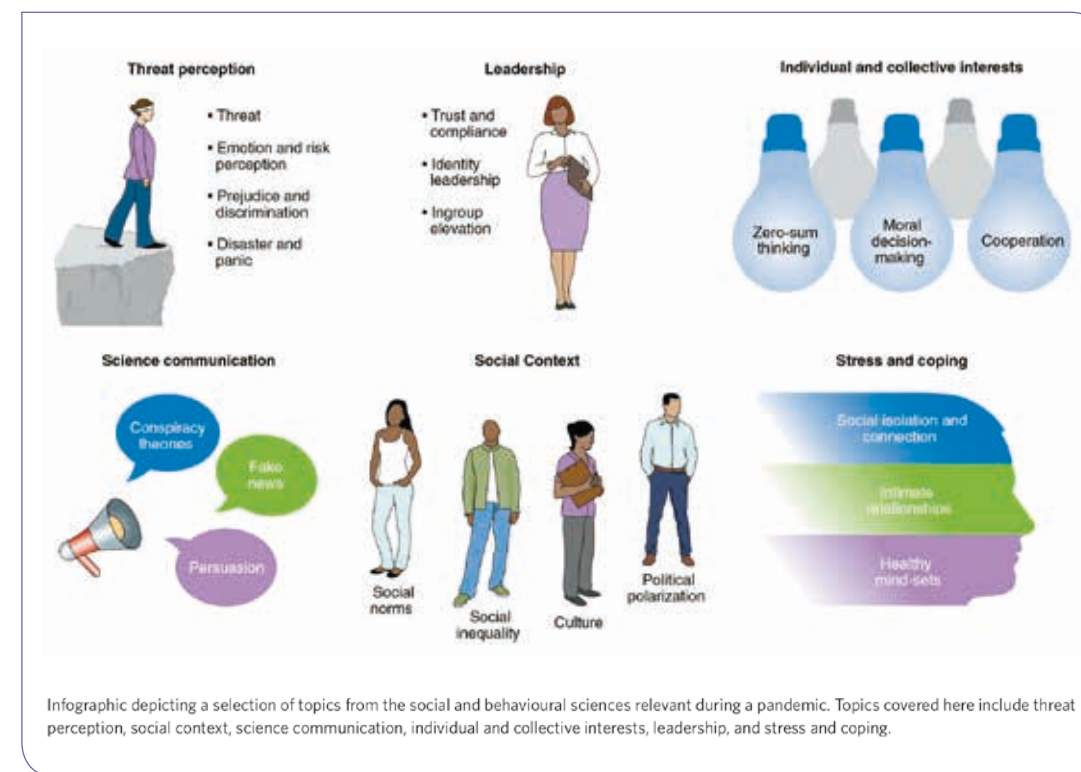 Threat perception
• Threat
• Emotion and risk
perception
• Prejudice and
discrimination
• Disaster and
panic
Leadership
• Trust and
compliance
• Identity
leadership
• Ingroup
elevation
Individual and collective interests
Zero-sum
thinking
Moral
decision-
making
Cooperation
Science communication
Conspiracy
theories
Fake
news
Persuasion
Social Context
Social
norms
Social
inequality
Culture
Political
polarization
Stress and coping
Social isolation and
connection
Intimate
relationships
Healthy
mind-sets
Infographic depicting a selection of topics from the social and behavioural sciences relevant during a pandemic. Topics covered here include threat
perception, social context, science communication, individual and collective interests, leadership, and stress and coping.